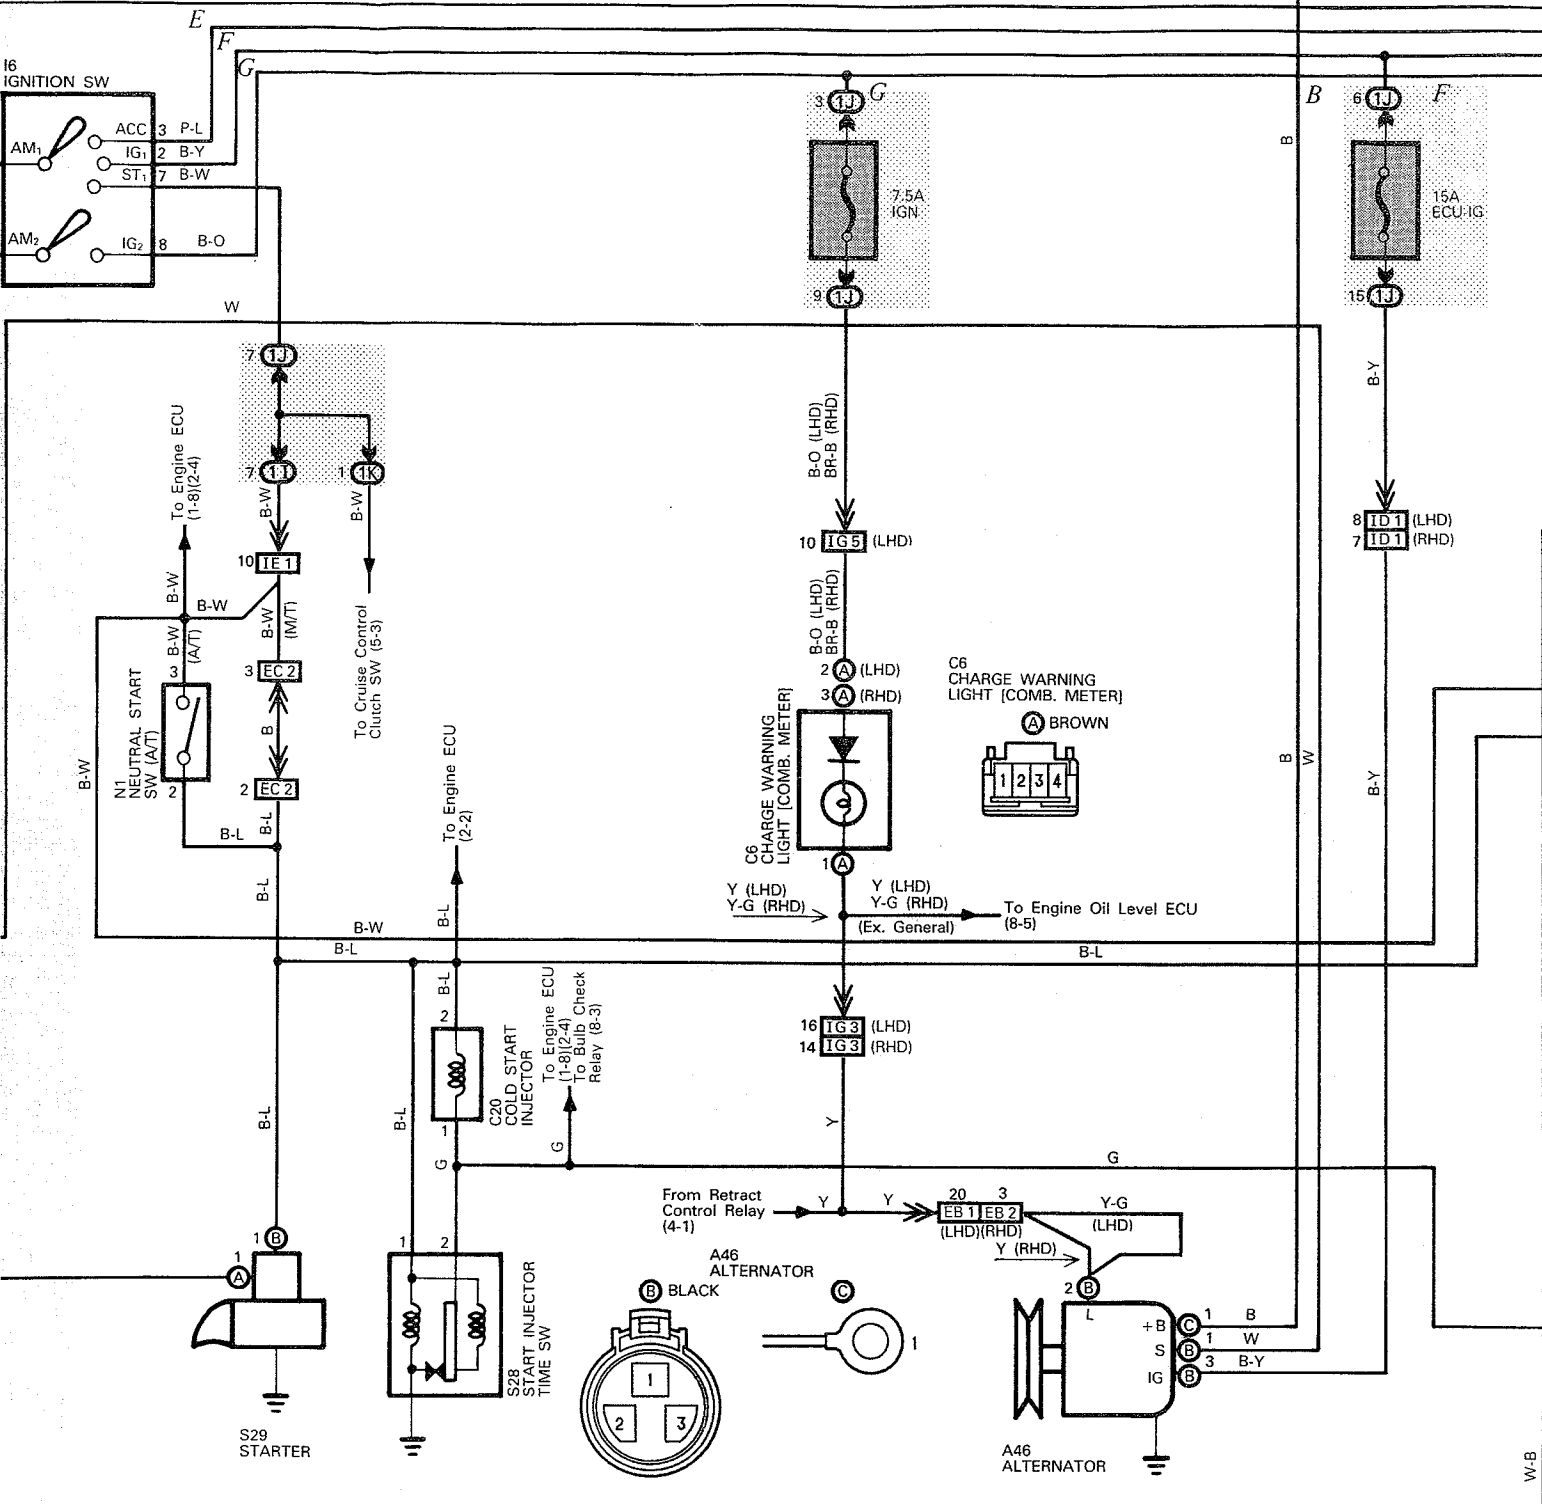 E
F
G
I6
IGNITION SW
AM1
AM2
ACC 3 P-L
IG1 2 B-Y
ST1 7 B-W
IG2 8 B-O
W
3 1J
G
7.5A
IGN
9 1J
B
B
6 1J
F
15A
ECU-IG
15 1J
B-Y
7 1J
7 1I
1 1K
To Engine ECU
(1-8)(2-4)
B-W
B-W
10 IE1
B-W
B-W
B-W
(A/T)
B-W
(M/T)
To Cruise Control
Clutch SW (5-3)
3
3 EC2
N1
NEUTRAL START
SW (A/T)
B
B-W
2
2 EC2
B-L
B-L
B-L
B-W
B-L
To Engine ECU
(2-2)
B-L
B-L
B-O (LHD)
BR-B (RHD)
10 IG5 (LHD)
B-O (LHD)
BR-B (RHD)
2 A (LHD)
3 A (RHD)
C6
CHARGE WARNING
LIGHT [COMB. METER]
1 A
C6
CHARGE WARNING
LIGHT [COMB. METER]
A BROWN
1 2 3 4
8 ID1 (LHD)
7 ID1 (RHD)
B
W
B-Y
Y (LHD)
Y-G (RHD)
Y (LHD)
Y-G (RHD)
(Ex. General)
To Engine Oil Level ECU
(8-5)
B-L
16 IG3 (LHD)
14 IG3 (RHD)
Y
2
C20
COLD START
INJECTOR
1
To Engine ECU
(1-8)(2-4)
To Bulb Check
Relay (8-3)
B-L
B-L
G
G
G
From Retract
Control Relay
(4-1)
Y
Y
20 3
EB1 EB2
(LHD)(RHD)
Y-G
(LHD)
Y (RHD)
1 B
1
A
S29
STARTER
1 2
S28
START INJECTOR
TIME SW
A46
ALTERNATOR
B BLACK
C
1
1
2 3
2 B
L
+B C 1 B
S B 1 W
IG B 3 B-Y
A46
ALTERNATOR
W-B